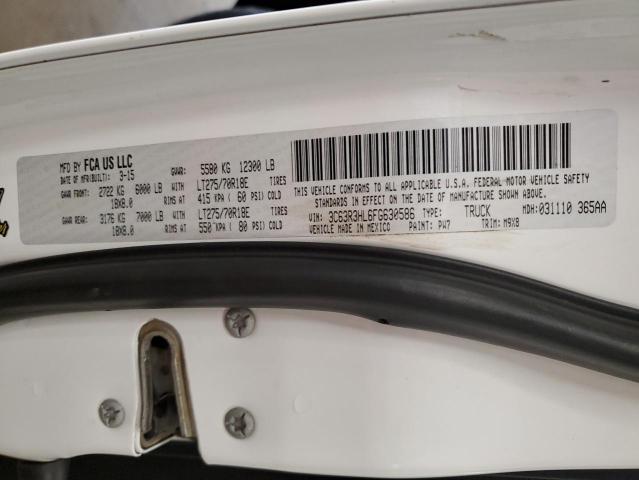 MFD BY FCA US LLC
DATE OF MFR(BUILT): 3-15 GVWR: 5580 KG 12300 LB
GAWR FRONT: 2722 KG 6000 LB WITH LT275/70R18E TIRES
18X8.0 RIMS AT 415 KPA ( 60 PSI) COLD
GAWR REAR: 3176 KG 7000 LB WITH LT275/70R18E TIRES
18X8.0 RIMS AT 550 KPA ( 80 PSI) COLD
THIS VEHICLE CONFORMS TO ALL APPLICABLE U.S.A. FEDERAL MOTOR VEHICLE SAFETY
STANDARDS IN EFFECT ON THE DATE OF MANUFACTURE SHOWN ABOVE.
VIN: 3C63R3HL6FG630586 TYPE: TRUCK MDH: 031110 365AA
VEHICLE MADE IN MEXICO PAINT: PW7 TRIM: M9X8